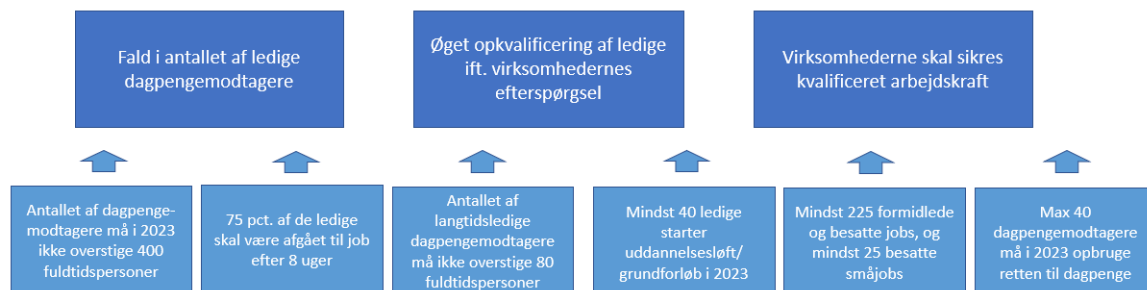 Fald i antallet af ledige
dagpengemodtagere
Øget opkvalificering af ledige
ift. virksomhedernes
efterspørgsel
Virksomhederne skal sikres
kvalificeret arbejdskraft
Antallet af dagpenge-
modtagere må i 2023
ikke overstige 400
fuldtidspersoner
75 pct. af de ledige
skal være afgået til job
efter 8 uger
Antallet af
langtidsledige
dagpengemodtagere
må ikke overstige 80
fuldtidspersoner
Mindst 40 ledige
starter
uddannelsesløft/
grundforløb i 2023
Mindst 225 formidlede
og besatte jobs, og
mindst 25 besatte
småjobs
Max 40
dagpengemodtagere
må i 2023 opbruge
retten til dagpenge